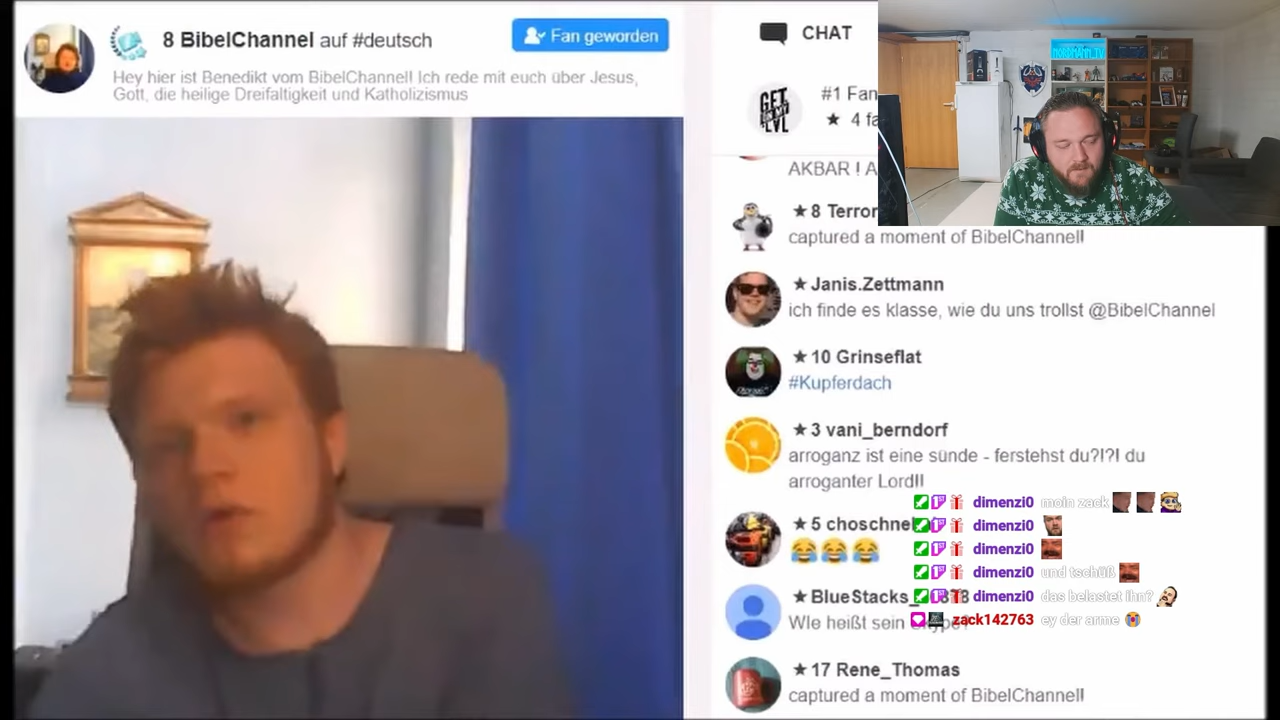 8 BibelChannel auf #deutsch
Fan geworden
Hey hier ist Benedikt vom BibelChannel! Ich rede mit euch über Jesus,
Gott, die heilige Dreifaltigkeit und Katholizismus
CHAT
GET LVL
#1 Fan
★ 4 fa
AKBAR ! A
★ 8 Terror
captured a moment of BibelChannel!
★ Janis.Zettmann
ich finde es klasse, wie du uns trollst @BibelChannel
★ 10 Grinseflat
#Kupferdach
★ 3 vani_berndorf
arroganz ist eine sünde - ferstehst du?!?! du
arroganter Lord!!
★ 5 choschne
😂😂😂
★ BlueStacks_
WIe heißt sein
★ 17 Rene_Thomas
captured a moment of BibelChannel!
NORDMANN_TV
dimenzi0 moin zack
dimenzi0
dimenzi0
dimenzi0 und tschüß
dimenzi0 das belastet ihn?
zack142763 ey der arme 😭